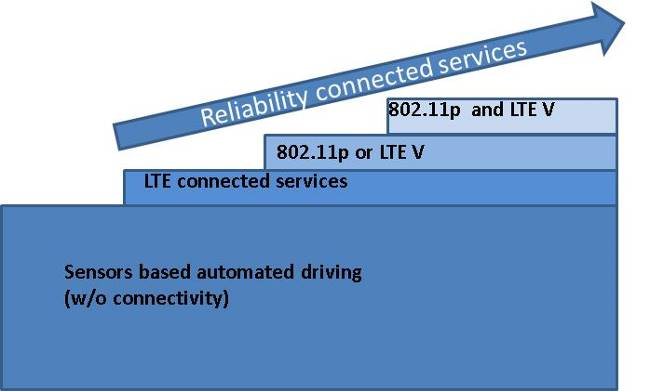 Reliability connected services
802.11p and LTE V
802.11p or LTE V
LTE connected services
Sensors based automated driving
(w/o connectivity)